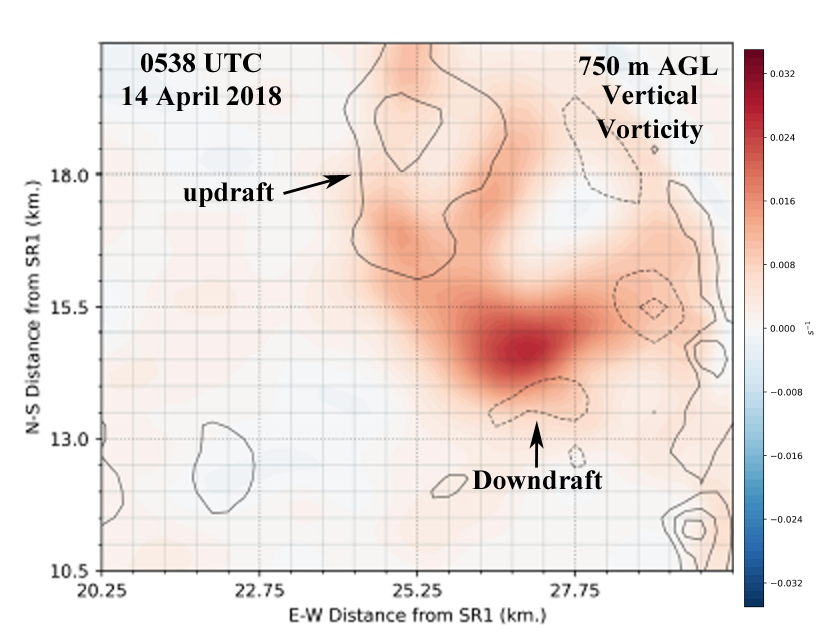 0538 UTC
14 April 2018
750 m AGL
Vertical
Vorticity
updraft
Downdraft
N-S Distance from SR1 (km.)
18.0
15.5
13.0
10.5
20.25
22.75
25.25
27.75
E-W Distance from SR1 (km.)
0.032
0.024
0.016
0.008
0.000
−0.008
−0.016
−0.024
−0.032
s⁻¹